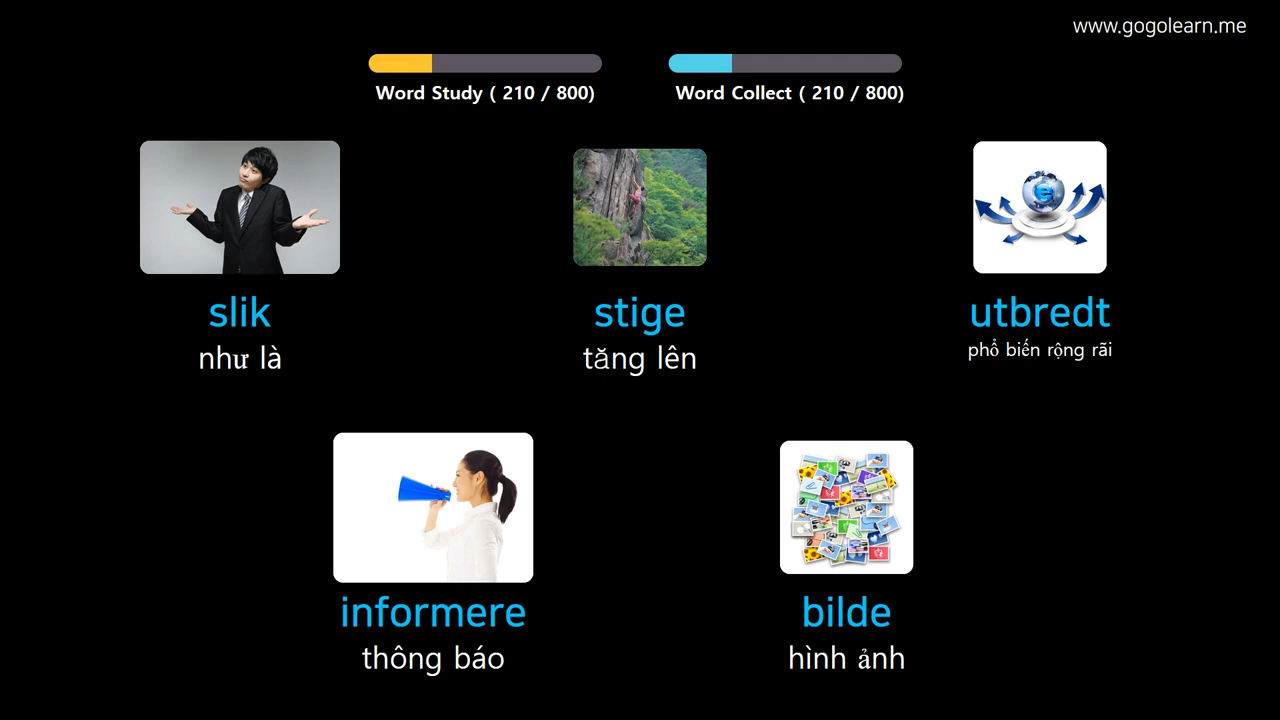 www.gogolearn.me
Word Study ( 210 / 800)
Word Collect ( 210 / 800)
slik
như là
stige
tăng lên
utbredt
phổ biến rộng rãi
informere
thông báo
bilde
hình ảnh